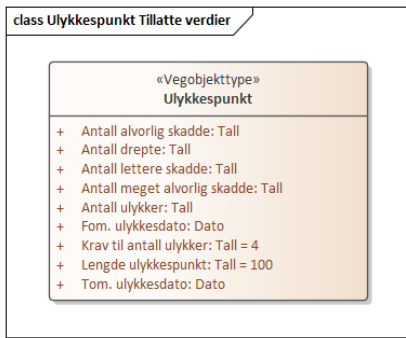 class Ulykkespunkt Tillatte verdier
«Vegobjekttype»
Ulykkespunkt
+ Antall alvorlig skadde: Tall
+ Antall drepte: Tall
+ Antall lettere skadde: Tall
+ Antall meget alvorlig skadde: Tall
+ Antall ulykker: Tall
+ Fom. ulykkesdato: Dato
+ Krav til antall ulykker: Tall = 4
+ Lengde ulykkespunkt: Tall = 100
+ Tom. ulykkesdato: Dato